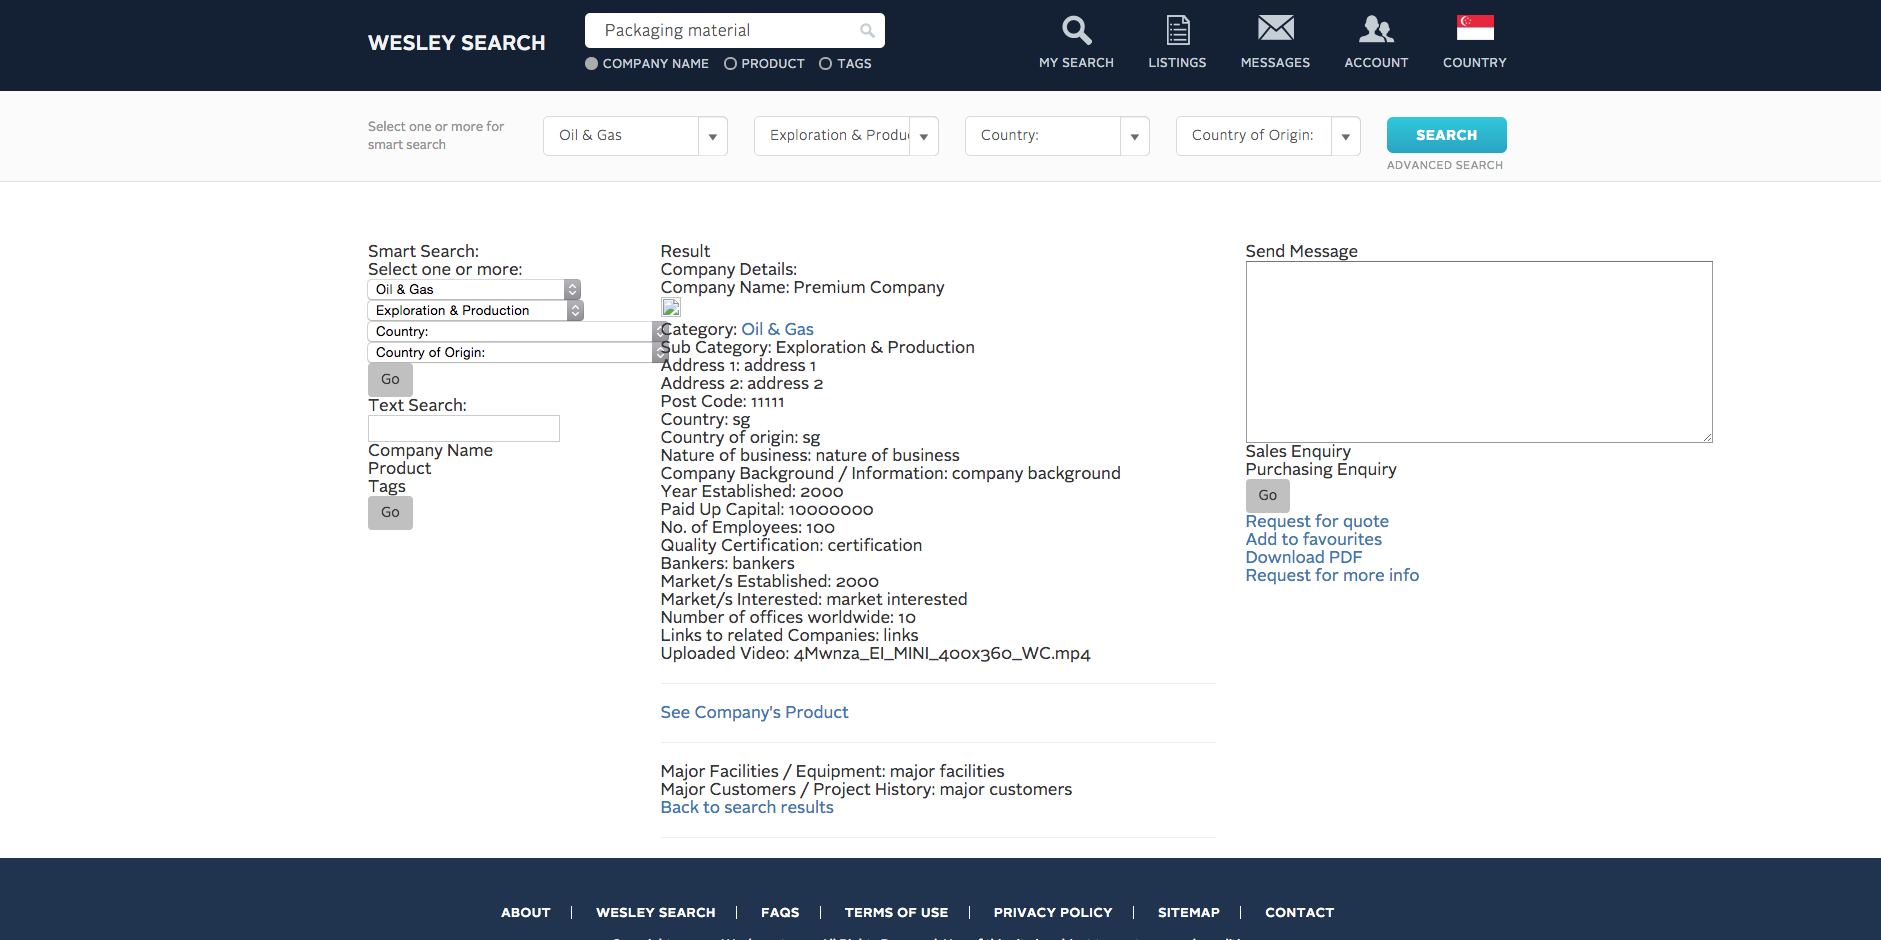 WESLEY SEARCH
Packaging material
COMPANY NAME
PRODUCT
TAGS
MY SEARCH
LISTINGS
MESSAGES
ACCOUNT
COUNTRY
Select one or more for
smart search
Oil & Gas
Exploration & Produ
Country:
Country of Origin:
SEARCH
ADVANCED SEARCH
Smart Search:
Select one or more:
Oil & Gas
Exploration & Production
Country:
Country of Origin:
Go
Text Search:
Company Name
Product
Tags
Go
Result
Company Details:
Company Name: Premium Company
Category: Oil & Gas
Sub Category: Exploration & Production
Address 1: address 1
Address 2: address 2
Post Code: 11111
Country: sg
Country of origin: sg
Nature of business: nature of business
Company Background / Information: company background
Year Established: 2000
Paid Up Capital: 10000000
No. of Employees: 100
Quality Certification: certification
Bankers: bankers
Market/s Established: 2000
Market/s Interested: market interested
Number of offices worldwide: 10
Links to related Companies: links
Uploaded Video: 4Mwnza_EI_MINI_400x360_WC.mp4
See Company's Product
Major Facilities / Equipment: major facilities
Major Customers / Project History: major customers
Back to search results
Send Message
Sales Enquiry
Purchasing Enquiry
Go
Request for quote
Add to favourites
Download PDF
Request for more info
ABOUT
WESLEY SEARCH
FAQS
TERMS OF USE
PRIVACY POLICY
SITEMAP
CONTACT